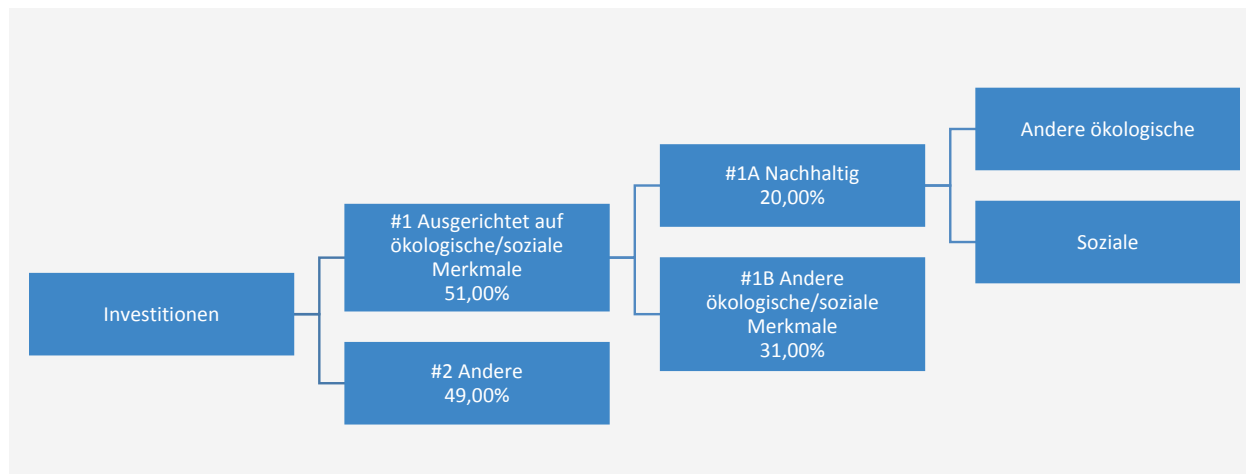 Investitionen
#1 Ausgerichtet auf
ökologische/soziale
Merkmale
51,00%
#2 Andere
49,00%
#1A Nachhaltig
20,00%
#1B Andere
ökologische/soziale
Merkmale
31,00%
Andere ökologische
Soziale